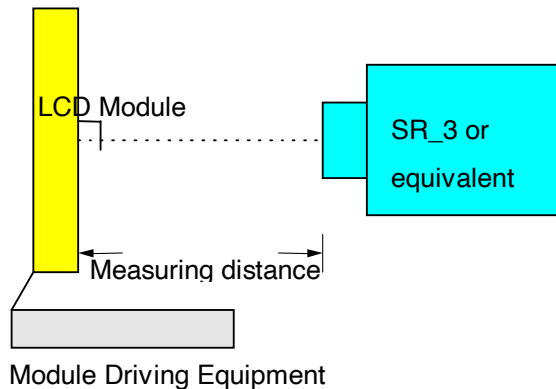 LCD Module
SR_3 or
equivalent
Measuring distance
Module Driving Equipment